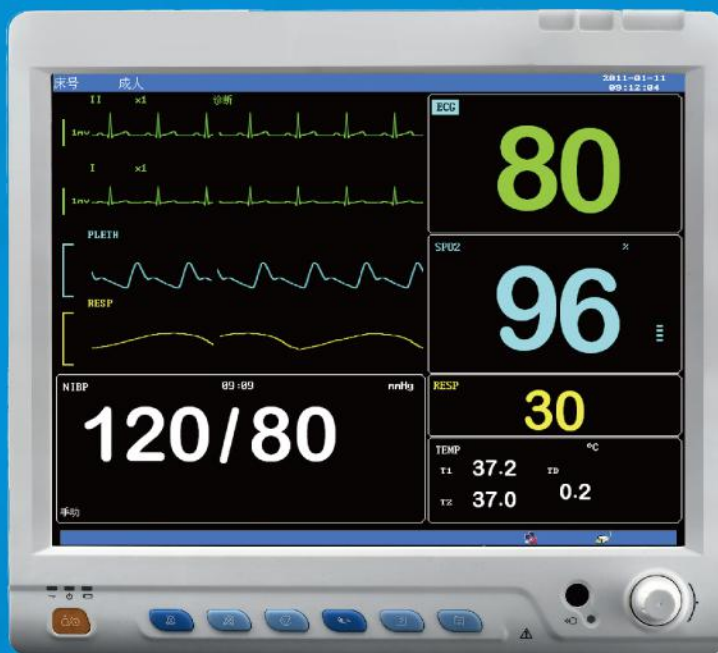 床号 成人 2011-01-11
09:12:04
II x1 诊断
1mv
I x1
1mv
PLETH
RESP
ECG
80
SPO2 %
96
NIBP 09:09 mmHg
120/80
手动
RESP
30
TEMP °C
T1 37.2 TD
0.2
T2 37.0